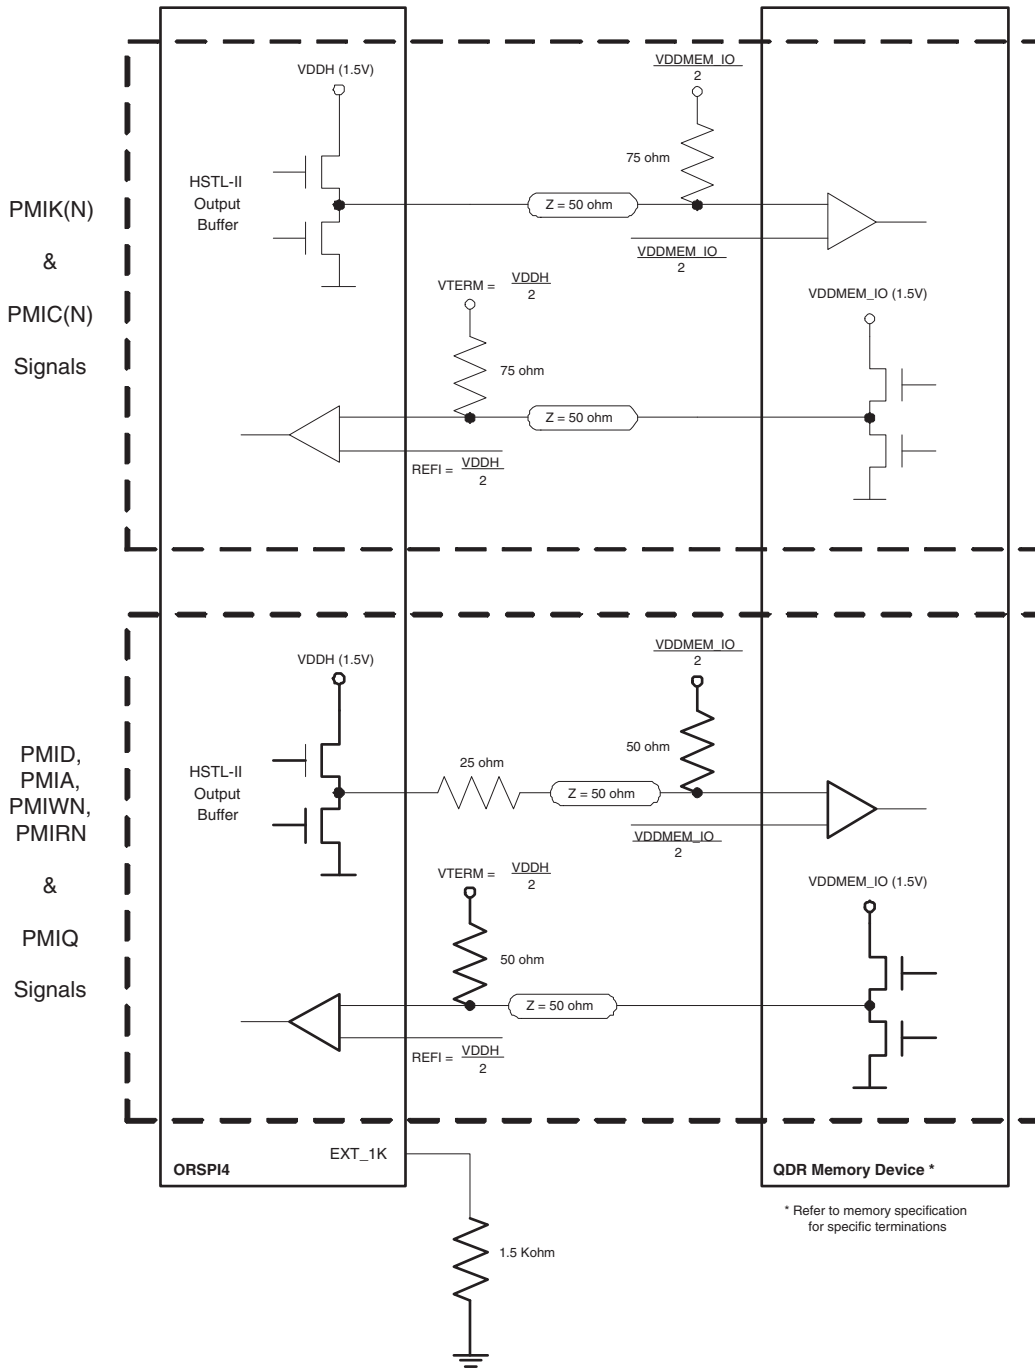 PMIK(N)
&
PMIC(N)
Signals
VDDH (1.5V)
HSTL-II
Output
Buffer
VDDMEM_IO
2
75 ohm
Z = 50 ohm
VDDMEM_IO
2
VTERM = VDDH
2
75 ohm
VDDMEM_IO (1.5V)
Z = 50 ohm
REFI = VDDH
2
PMID,
PMIA,
PMIWN,
PMIRN
&
PMIQ
Signals
VDDH (1.5V)
HSTL-II
Output
Buffer
25 ohm
VDDMEM_IO
2
50 ohm
Z = 50 ohm
VDDMEM_IO
2
VTERM = VDDH
2
50 ohm
VDDMEM_IO (1.5V)
Z = 50 ohm
REFI = VDDH
2
EXT_1K
ORSPI4
QDR Memory Device *
* Refer to memory specification
for specific terminations
1.5 Kohm